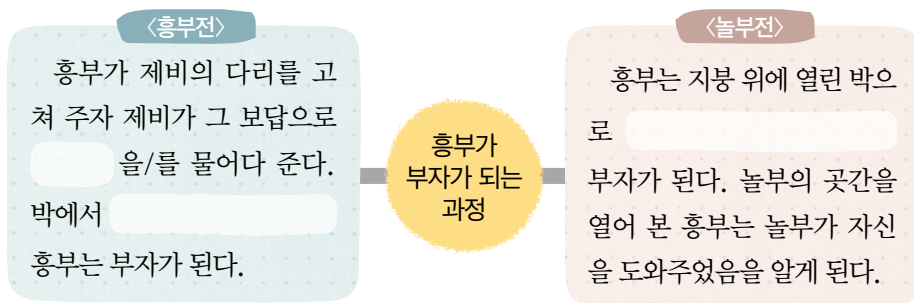 〈흥부전〉
흥부가 제비의 다리를 고
쳐 주자 제비가 그 보답으로
을/를 물어다 준다.
박에서
흥부는 부자가 된다.
흥부가
부자가 되는
과정
〈놀부전〉
흥부는 지붕 위에 열린 박으
로
부자가 된다. 놀부의 곳간을
열어 본 흥부는 놀부가 자신
을 도와주었음을 알게 된다.